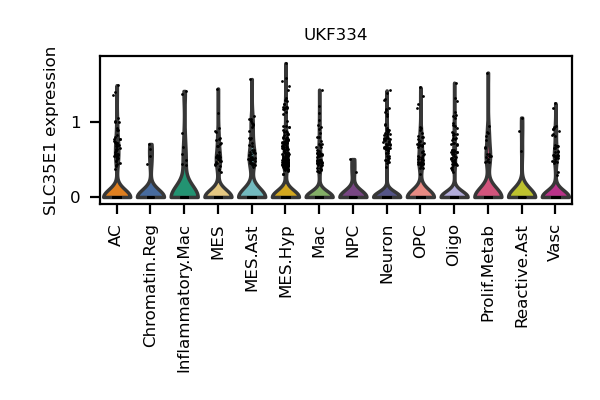 UKF334
SLC35E1 expression
1
0
AC
Chromatin.Reg
Inflammatory.Mac
MES
MES.Ast
MES.Hyp
Mac
NPC
Neuron
OPC
Oligo
Prolif.Metab
Reactive.Ast
Vasc